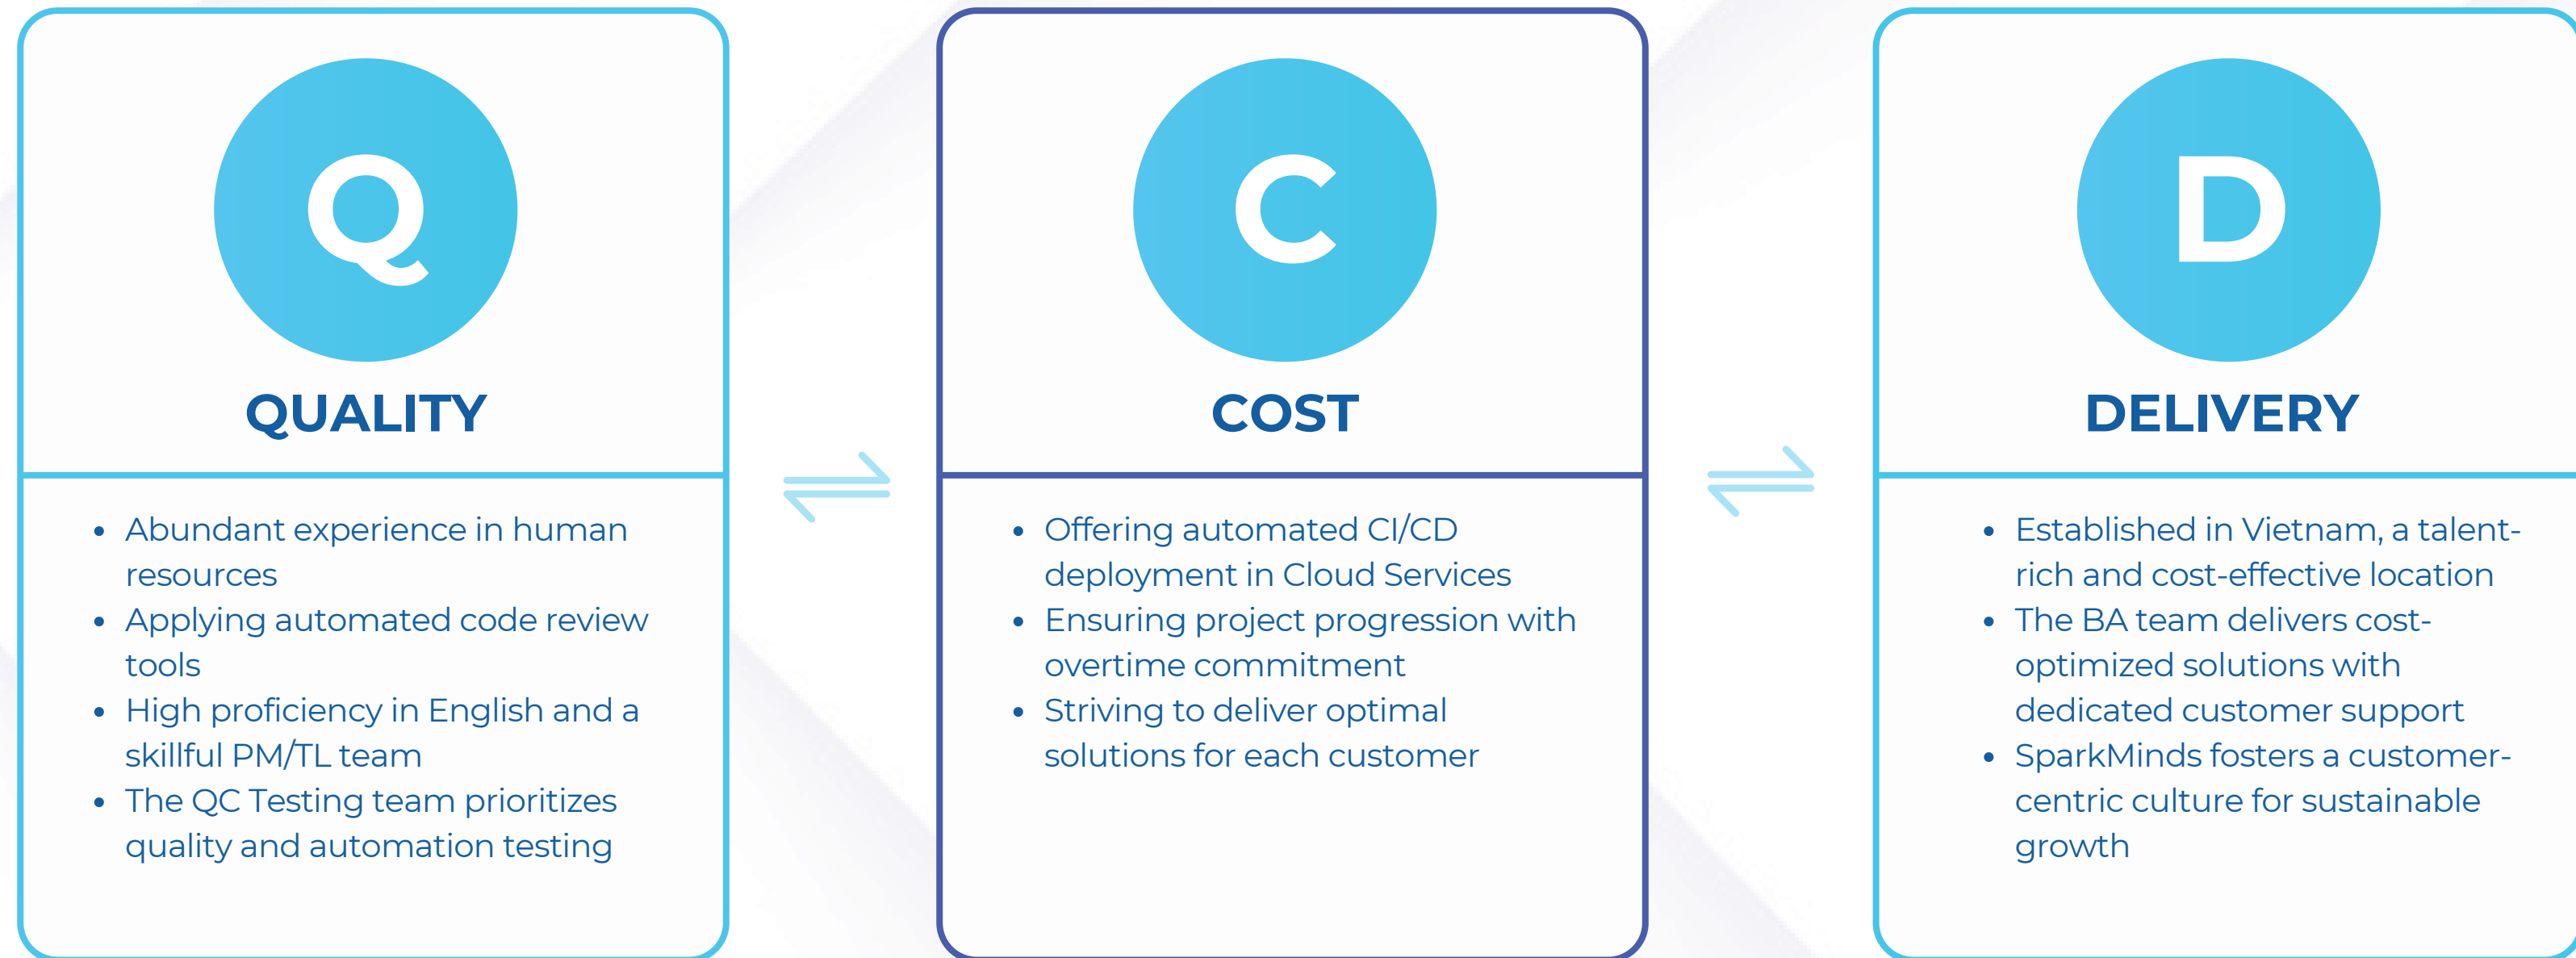 Q
QUALITY
• Abundant experience in human
resources
• Applying automated code review
tools
• High proficiency in English and a
skillful PM/TL team
• The QC Testing team prioritizes
quality and automation testing
C
COST
• Offering automated CI/CD
deployment in Cloud Services
• Ensuring project progression with
overtime commitment
• Striving to deliver optimal
solutions for each customer
D
DELIVERY
• Established in Vietnam, a talent-
rich and cost-effective location
• The BA team delivers cost-
optimized solutions with
dedicated customer support
• SparkMinds fosters a customer-
centric culture for sustainable
growth